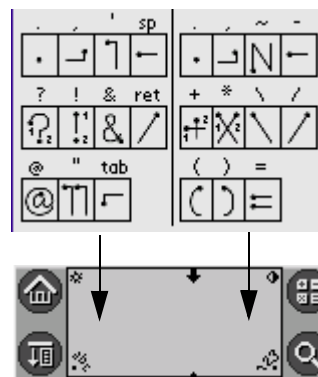 . , ' sp . , ~ -
? ! & ret + * \ /
@ " tab ( ) =